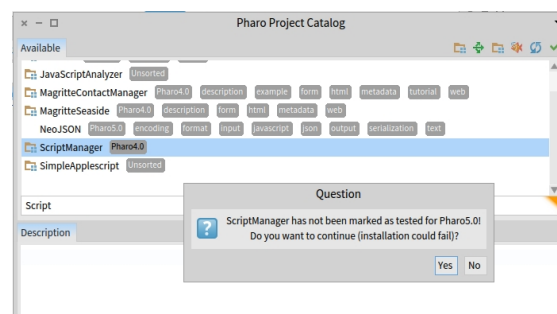 Pharo Project Catalog
Available
JavaScriptAnalyzer Unsorted
MagritteContactManager Pharo4.0 description example form html metadata tutorial web
MagritteSeaside Pharo4.0 description form html metadata web
NeoJSON Pharo5.0 encoding format input javascript json output serialization text
ScriptManager Pharo4.0
SimpleApplescript Unsorted
Script
Description
Question
ScriptManager has not been marked as tested for Pharo5.0!
Do you want to continue (installation could fail)?
Yes No